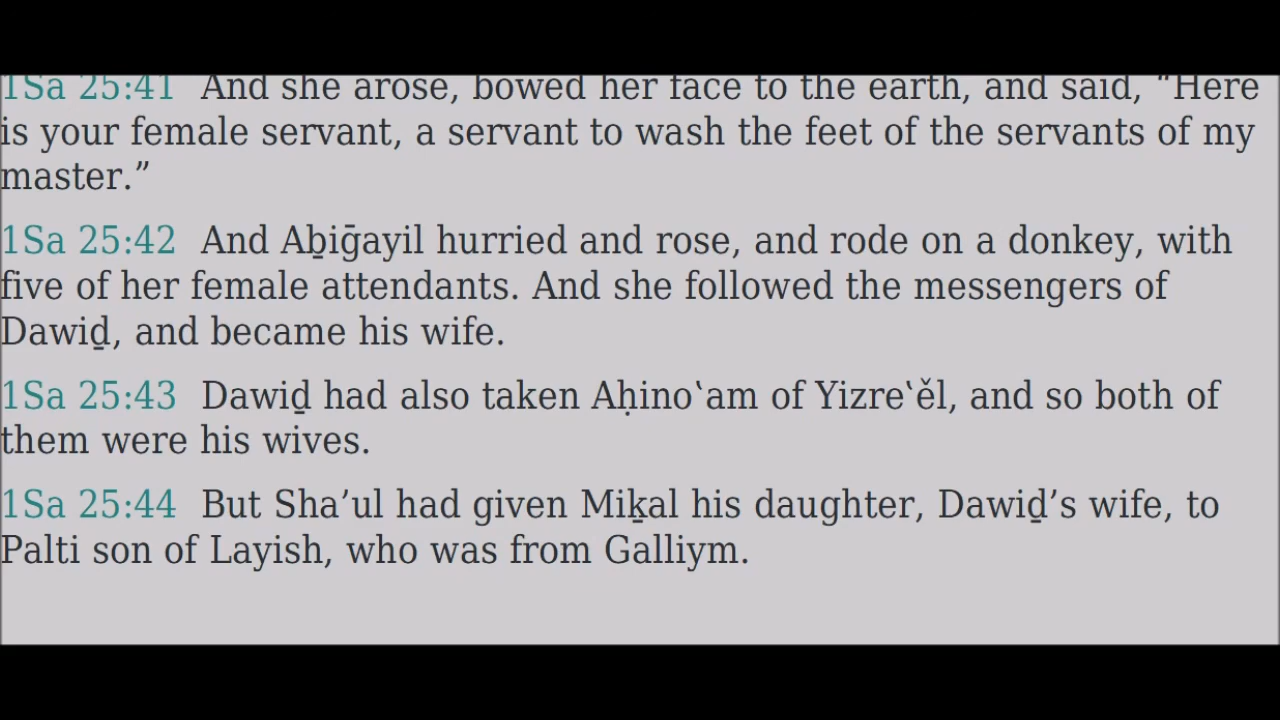 1Sa 25:41 And she arose, bowed her face to the earth, and said, “Here
is your female servant, a servant to wash the feet of the servants of my
master.”
1Sa 25:42 And Aḇiḡayil hurried and rose, and rode on a donkey, with
five of her female attendants. And she followed the messengers of
Dawiḏ, and became his wife.
1Sa 25:43 Dawiḏ had also taken Aḥino‛am of Yizre‛ěl, and so both of
them were his wives.
1Sa 25:44 But Sha’ul had given Miḵal his daughter, Dawiḏ’s wife, to
Palti son of Layish, who was from Galliym.